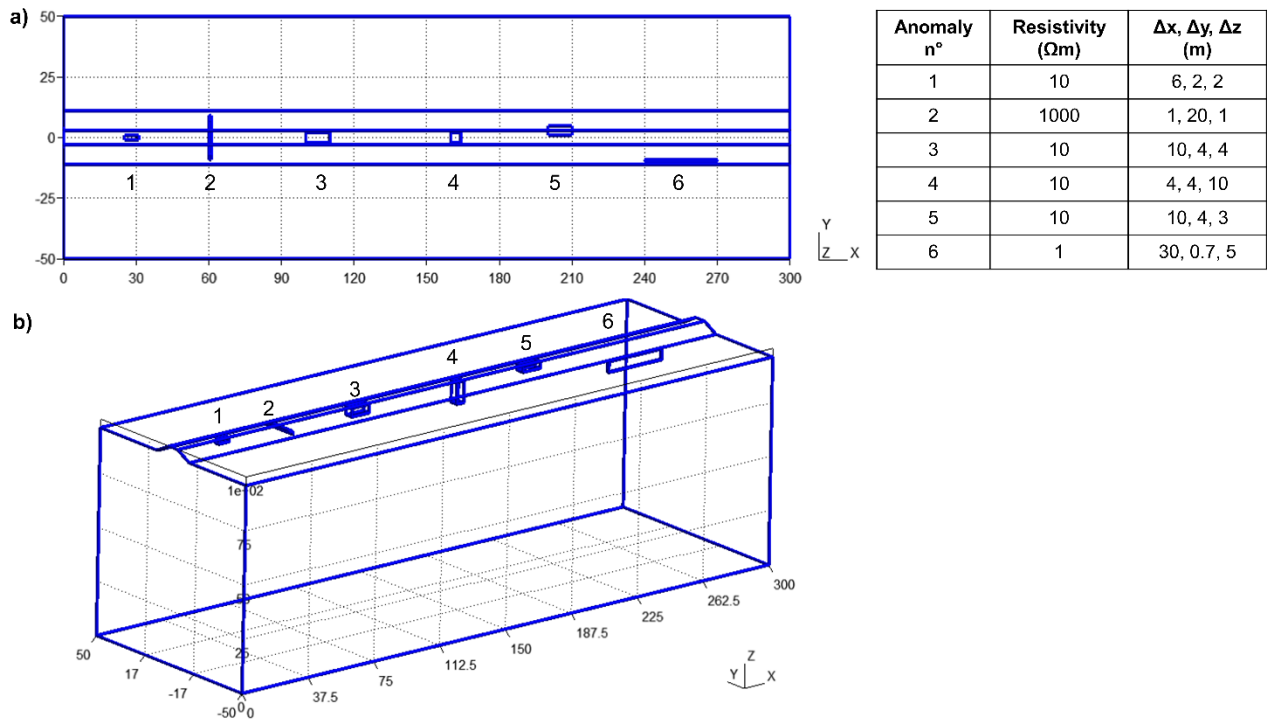 a)
50
25
0
-25
-50
0 30 60 90 120 150 180 210 240 270 300
1 2 3 4 5 6
Y
Z X
Anomaly n° Resistivity (Ωm) Δx, Δy, Δz (m)
1 10 6, 2, 2
2 1000 1, 20, 1
3 10 10, 4, 4
4 10 4, 4, 10
5 10 10, 4, 3
6 1 30, 0.7, 5
b)
1 2 3 4 5 6
1e+02
75
50
25
0
50
17
-17
-50
0
37.5
75
112.5
150
187.5
225
262.5
300
Z
Y X